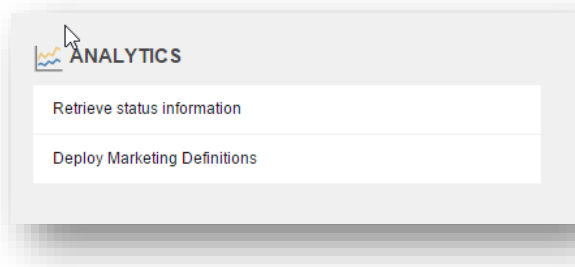 ANALYTICS
Retrieve status information
Deploy Marketing Definitions